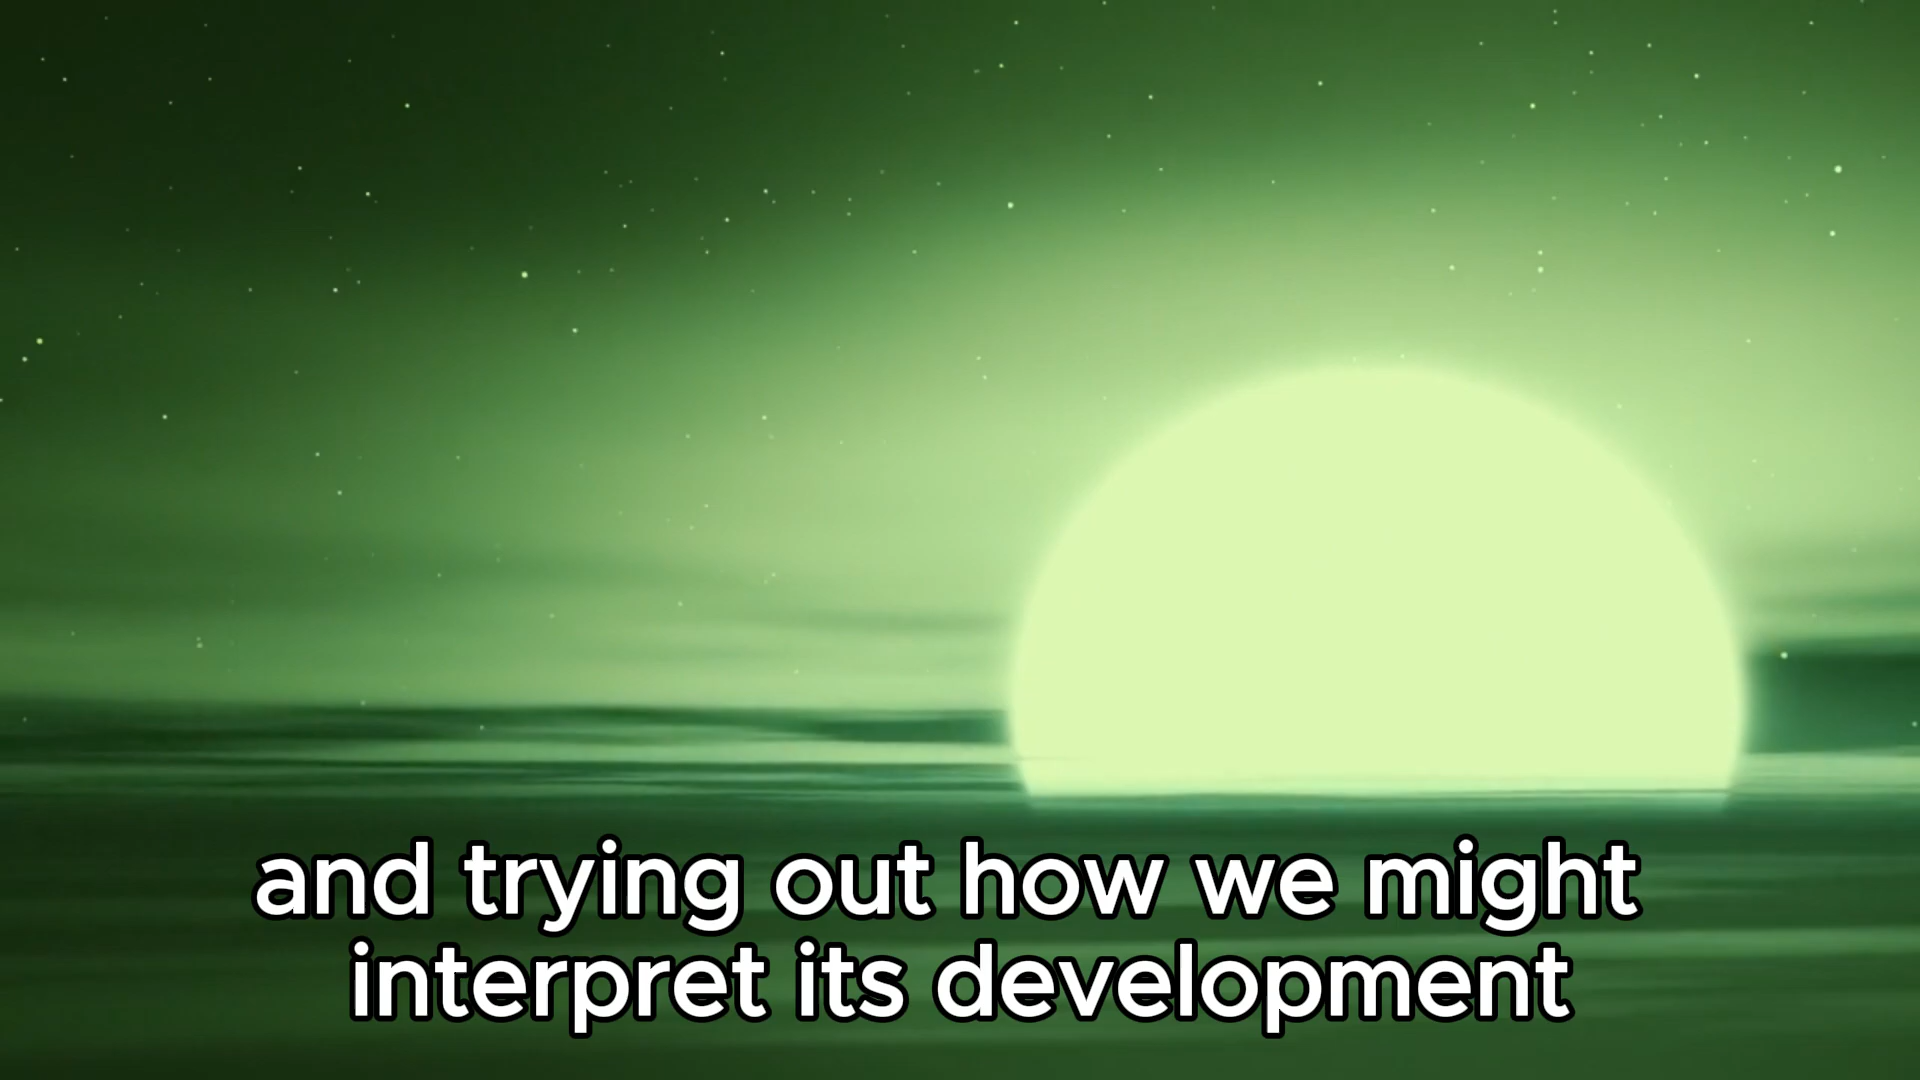 and trying out how we might
interpret its development